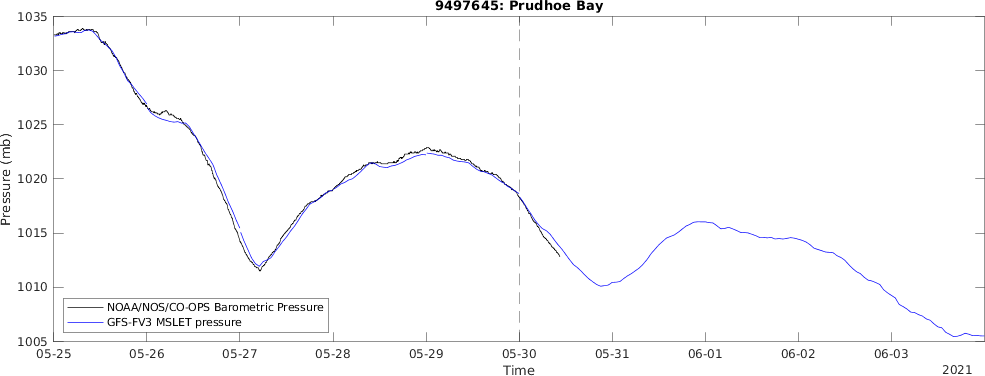 9497645: Prudhoe Bay
1035
1030
1025
1020
1015
1010
1005
Pressure (mb)
NOAA/NOS/CO-OPS Barometric Pressure
GFS-FV3 MSLET pressure
05-25 05-26 05-27 05-28 05-29 05-30 05-31 06-01 06-02 06-03
Time
2021